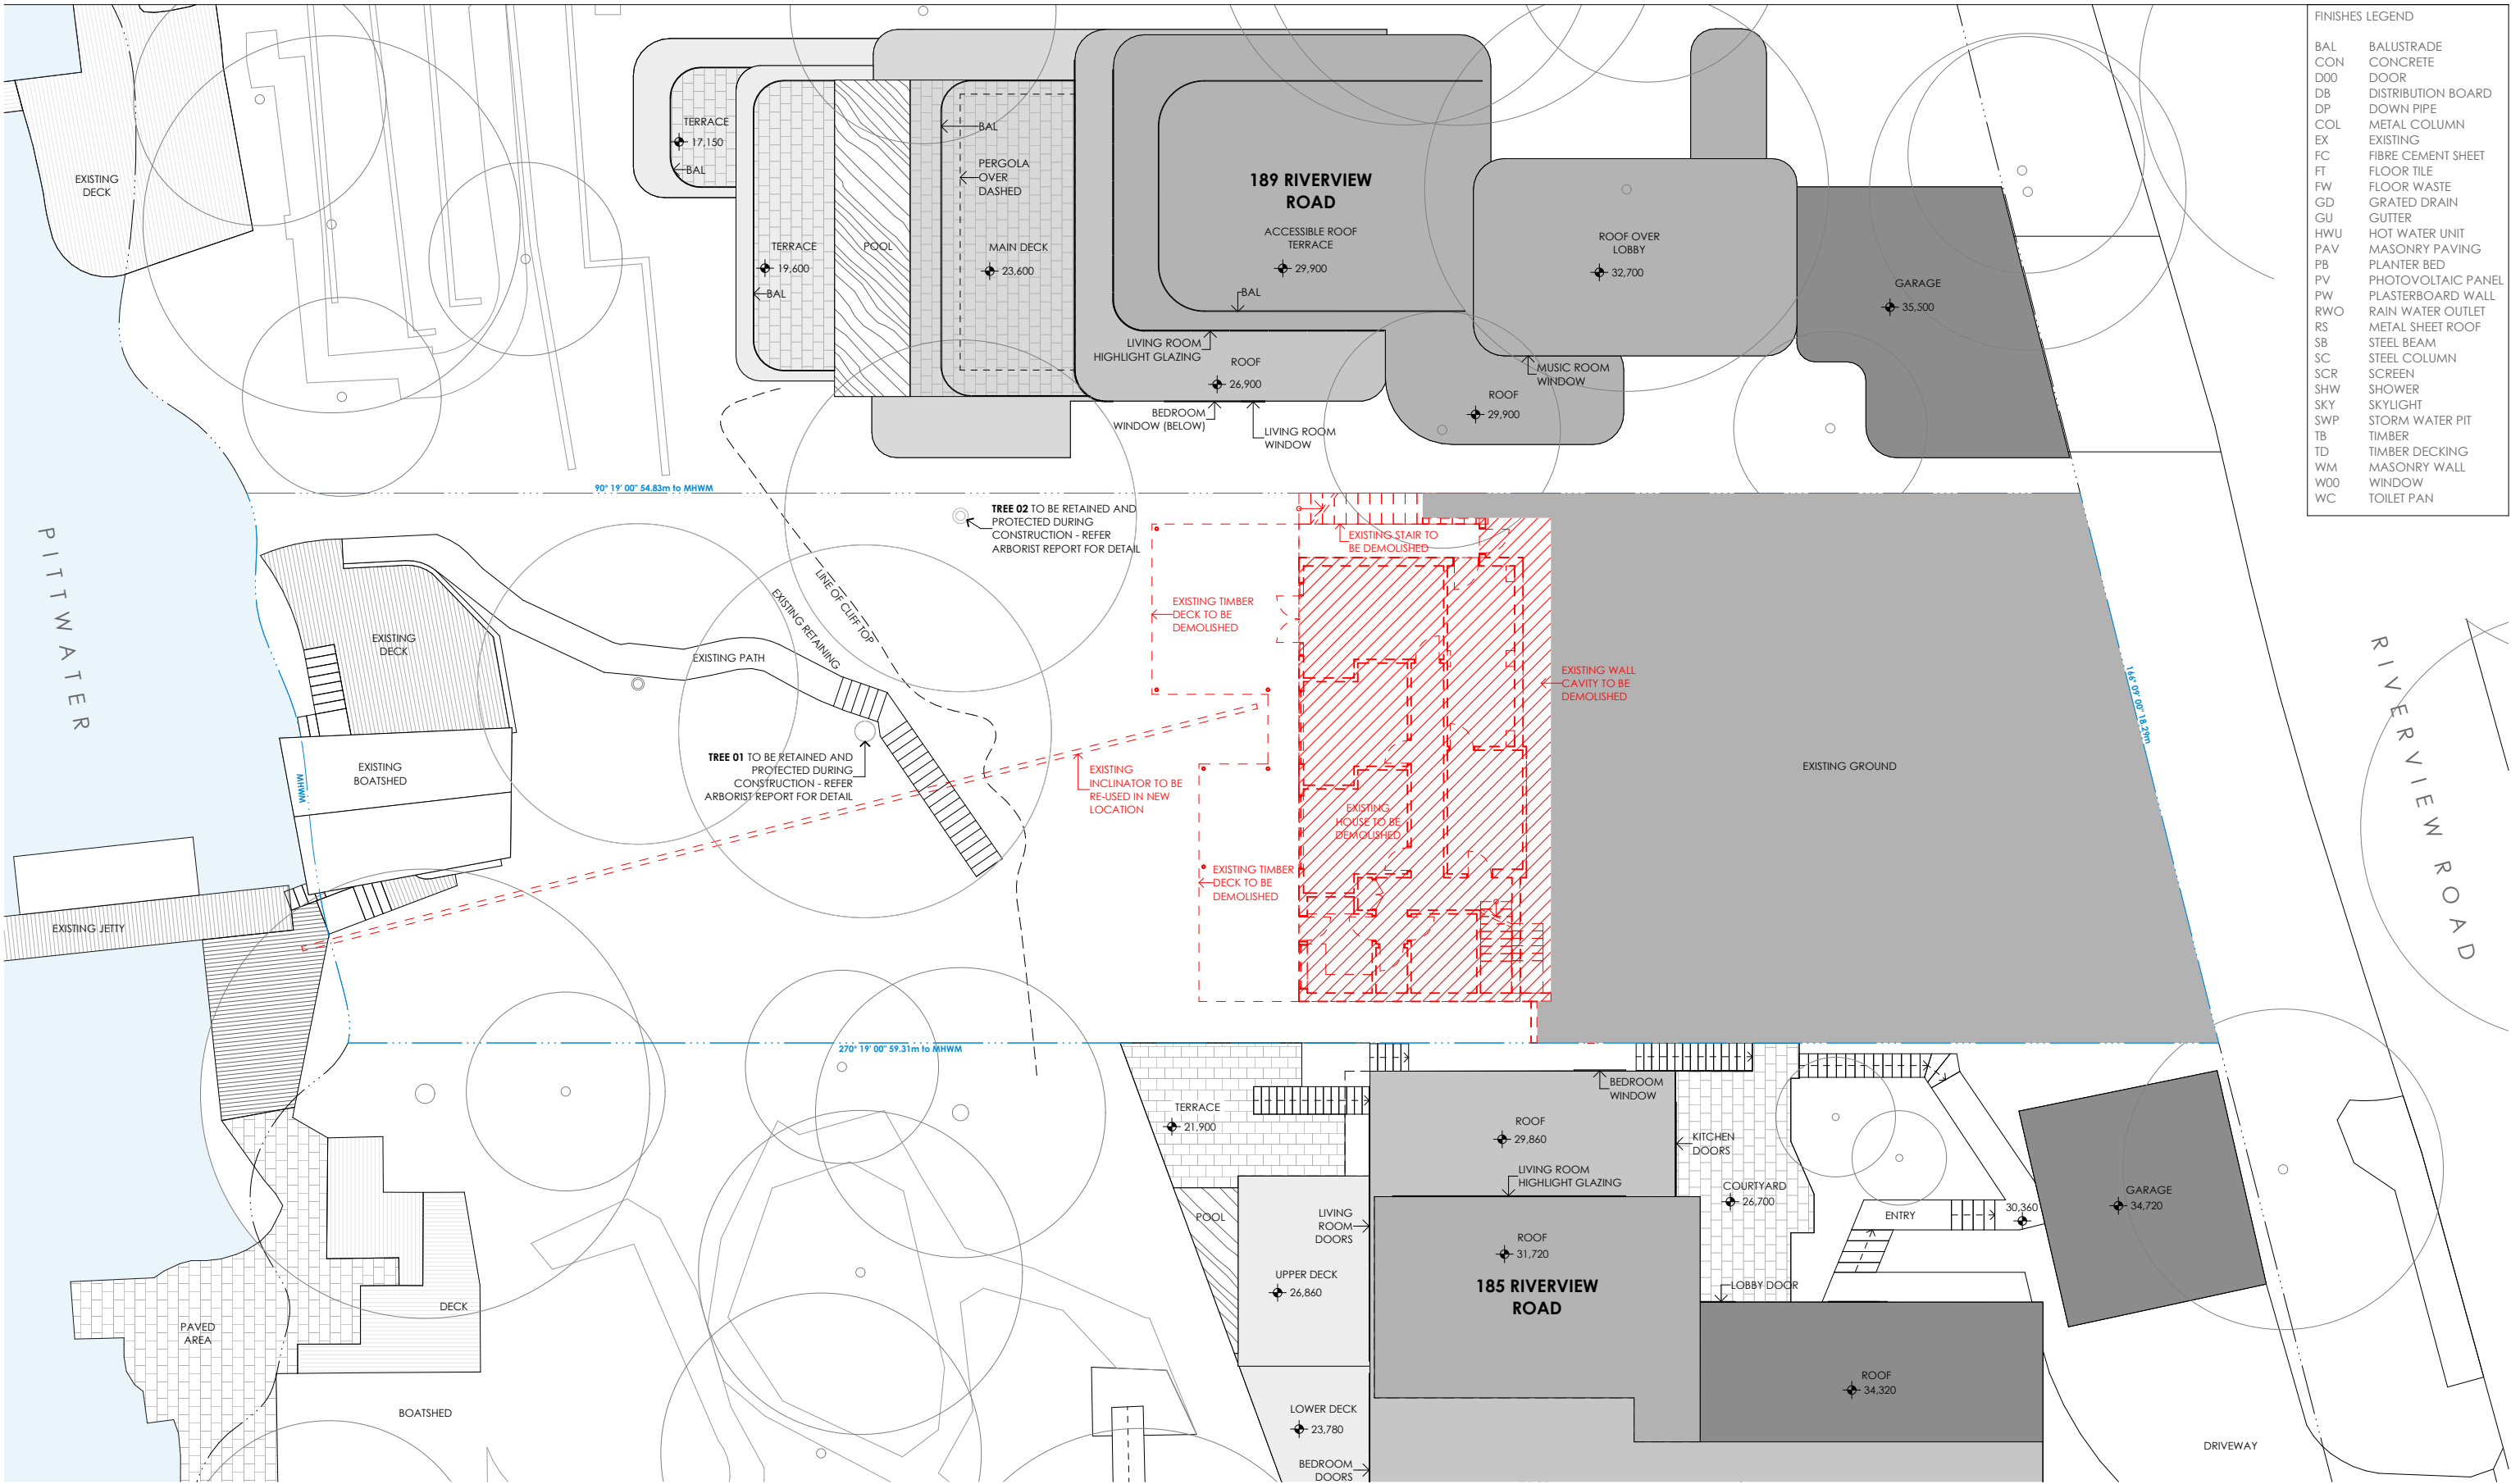 FINISHES LEGEND
BAL BALUSTRADE
CON CONCRETE
D00 DOOR
DB DISTRIBUTION BOARD
DP DOWN PIPE
COL METAL COLUMN
EX EXISTING
FC FIBRE CEMENT SHEET
FT FLOOR TILE
FW FLOOR WASTE
GD GRATED DRAIN
GU GUTTER
HWU HOT WATER UNIT
PAV MASONRY PAVING
PB PLANTER BED
PV PHOTOVOLTAIC PANEL
PW PLASTERBOARD WALL
RWO RAIN WATER OUTLET
RS METAL SHEET ROOF
SB STEEL BEAM
SC STEEL COLUMN
SCR SCREEN
SHW SHOWER
SKY SKYLIGHT
SWP STORM WATER PIT
TB TIMBER
TD TIMBER DECKING
WM MASONRY WALL
W00 WINDOW
WC TOILET PAN
EXISTING
DECK
TERRACE
17,150
BAL
TERRACE
19,600
BAL
POOL
BAL
PERGOLA
OVER
DASHED
MAIN DECK
23,600
189 RIVERVIEW
ROAD
ACCESSIBLE ROOF
TERRACE
29,900
BAL
LIVING ROOM
HIGHLIGHT GLAZING
ROOF
26,900
BEDROOM
WINDOW (BELOW)
LIVING ROOM
WINDOW
ROOF OVER
LOBBY
32,700
MUSIC ROOM
WINDOW
ROOF
29,900
GARAGE
35,500
90° 19' 00" 54.83m to MHWM
PITTWATER
TREE 02 TO BE RETAINED AND
PROTECTED DURING
CONSTRUCTION - REFER
ARBORIST REPORT FOR DETAIL
LINE OF CLIFF TOP
EXISTING RETAINING
EXISTING PATH
EXISTING
DECK
EXISTING
BOATSHED
MHWM
EXISTING JETTY
TREE 01 TO BE RETAINED AND
PROTECTED DURING
CONSTRUCTION - REFER
ARBORIST REPORT FOR DETAIL
EXISTING STAIR TO
BE DEMOLISHED
EXISTING TIMBER
DECK TO BE
DEMOLISHED
EXISTING WALL
CAVITY TO BE
DEMOLISHED
EXISTING
INCLINATOR TO BE
RE-USED IN NEW
LOCATION
EXISTING
HOUSE TO BE
DEMOLISHED
EXISTING TIMBER
DECK TO BE
DEMOLISHED
EXISTING GROUND
166° 09' 00" 18.29m
RIVERVIEW ROAD
270° 19' 00" 59.31m to MHWM
TERRACE
21,900
BEDROOM
WINDOW
ROOF
29,860
KITCHEN
DOORS
LIVING ROOM
HIGHLIGHT GLAZING
COURTYARD
26,700
ENTRY
30,360
GARAGE
34,720
POOL
LIVING
ROOM
DOORS
ROOF
31,720
185 RIVERVIEW
ROAD
UPPER DECK
26,860
LOBBY DOOR
ROOF
34,320
DECK
PAVED
AREA
BOATSHED
LOWER DECK
23,780
BEDROOM
DOORS
DRIVEWAY